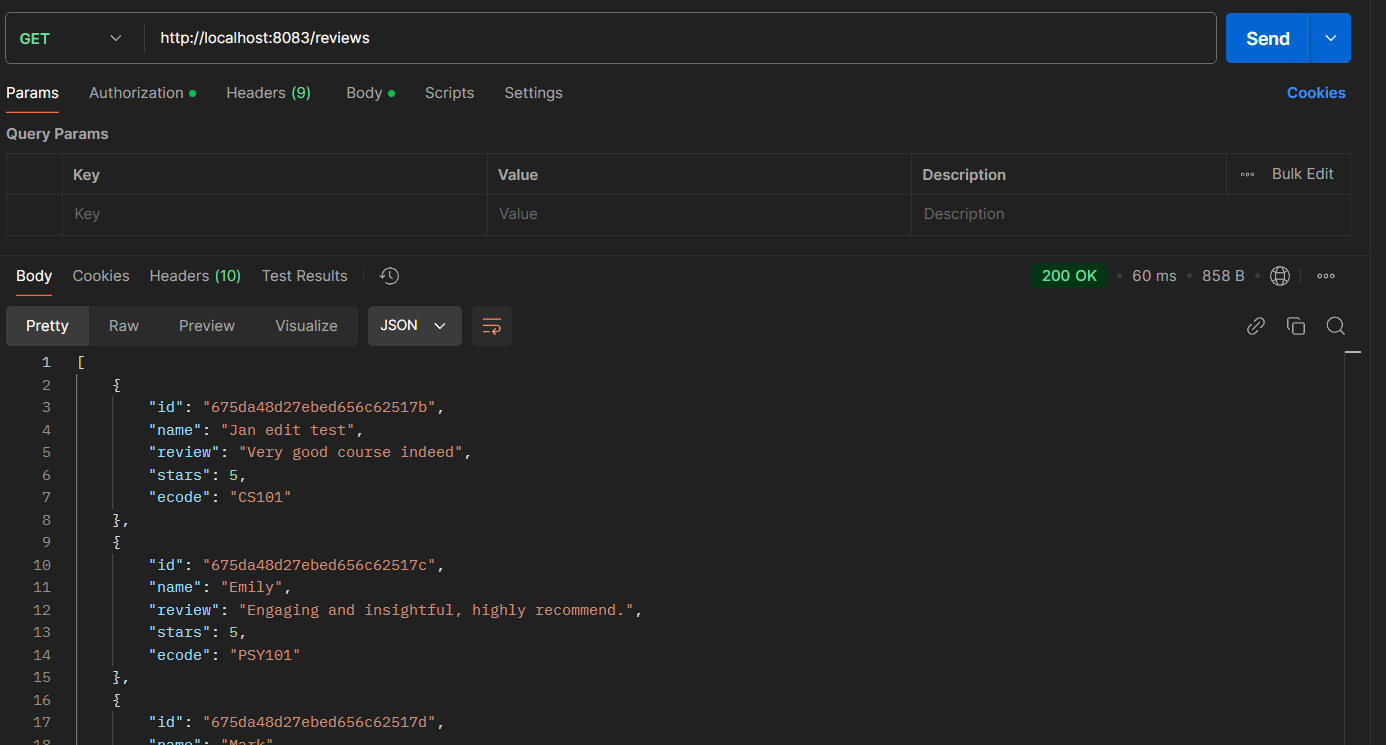 GET http://localhost:8083/reviews Send
Params Authorization Headers (9) Body Scripts Settings Cookies
Query Params
Key Value Description Bulk Edit
Key Value Description
Body Cookies Headers (10) Test Results 200 OK 60 ms 858 B
Pretty Raw Preview Visualize JSON
1 [
2 {
3 "id": "675da48d27ebed656c62517b",
4 "name": "Jan edit test",
5 "review": "Very good course indeed",
6 "stars": 5,
7 "ecode": "CS101"
8 },
9 {
10 "id": "675da48d27ebed656c62517c",
11 "name": "Emily",
12 "review": "Engaging and insightful, highly recommend.",
13 "stars": 5,
14 "ecode": "PSY101"
15 },
16 {
17 "id": "675da48d27ebed656c62517d",
18 "name": "Mark"